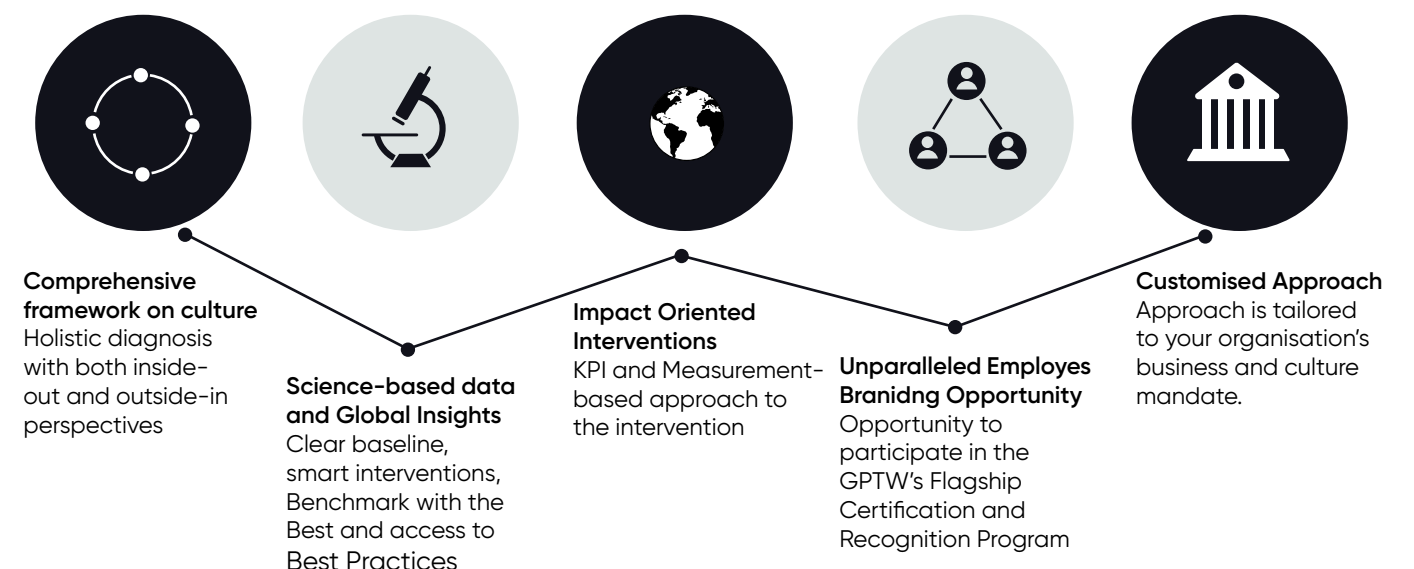 Comprehensive
framework on culture
Holistic diagnosis
with both inside-
out and outside-in
perspectives
Science-based data
and Global Insights
Clear baseline,
smart interventions,
Benchmark with the
Best and access to
Best Practices
Impact Oriented
Interventions
KPI and Measurement-
based approach to
the intervention
Unparalleled Employes
Branidng Opportunity
Opportunity to
participate in the
GPTW's Flagship
Certification and
Recognition Program
Customised Approach
Approach is tailored
to your organisation's
business and culture
mandate.